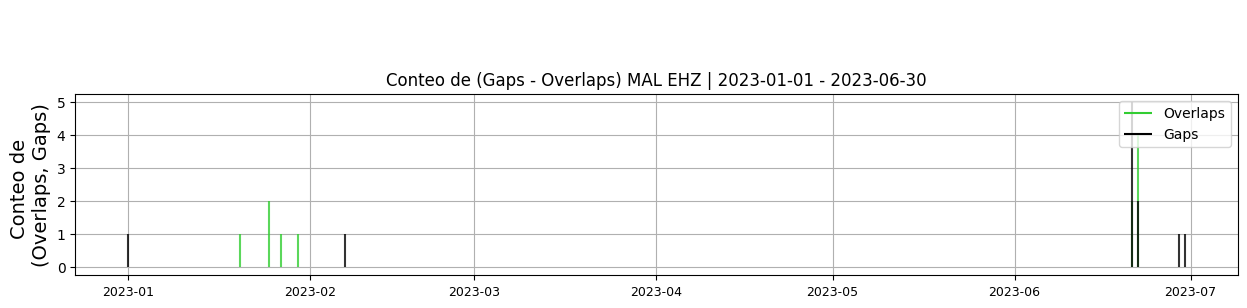 Conteo de (Gaps - Overlaps) MAL EHZ | 2023-01-01 - 2023-06-30
Conteo de
(Overlaps, Gaps)
5
4
3
2
1
0
Overlaps
Gaps
2023-01
2023-02
2023-03
2023-04
2023-05
2023-06
2023-07